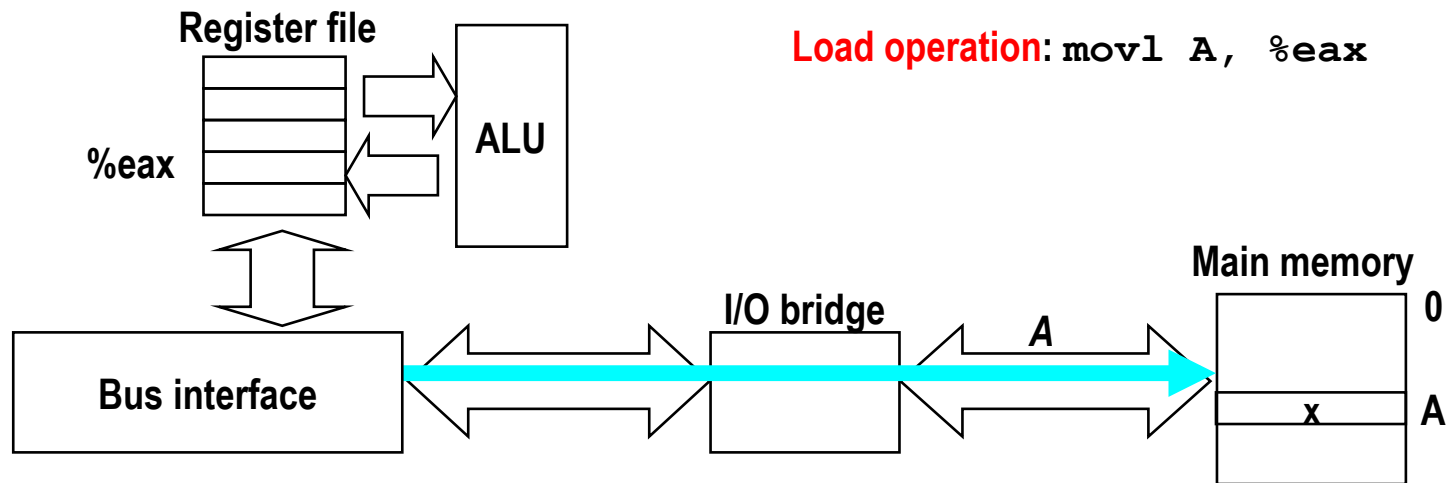 Register file
Load operation: movl A, %eax
ALU
%eax
Main memory
I/O bridge
0
A
Bus interface
x
A